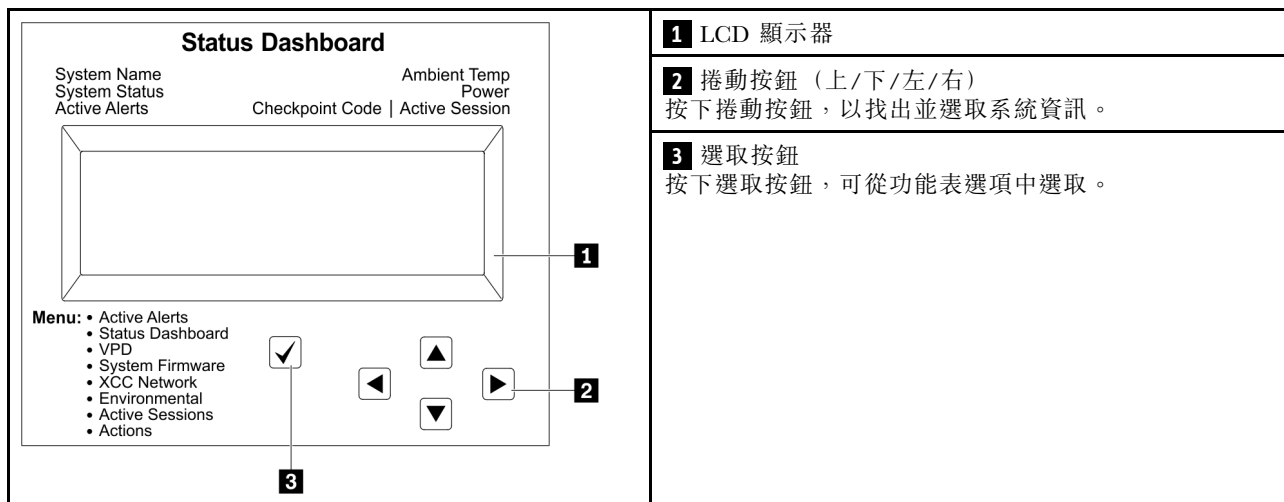 Status Dashboard
System Name
System Status
Active Alerts
Ambient Temp
Power
Checkpoint Code | Active Session
1
Menu: • Active Alerts
• Status Dashboard
• VPD
• System Firmware
• XCC Network
• Environmental
• Active Sessions
• Actions
2
3
1 LCD 顯示器
2 捲動按鈕（上/下/左/右）
按下捲動按鈕，以找出並選取系統資訊。
3 選取按鈕
按下選取按鈕，可從功能表選項中選取。